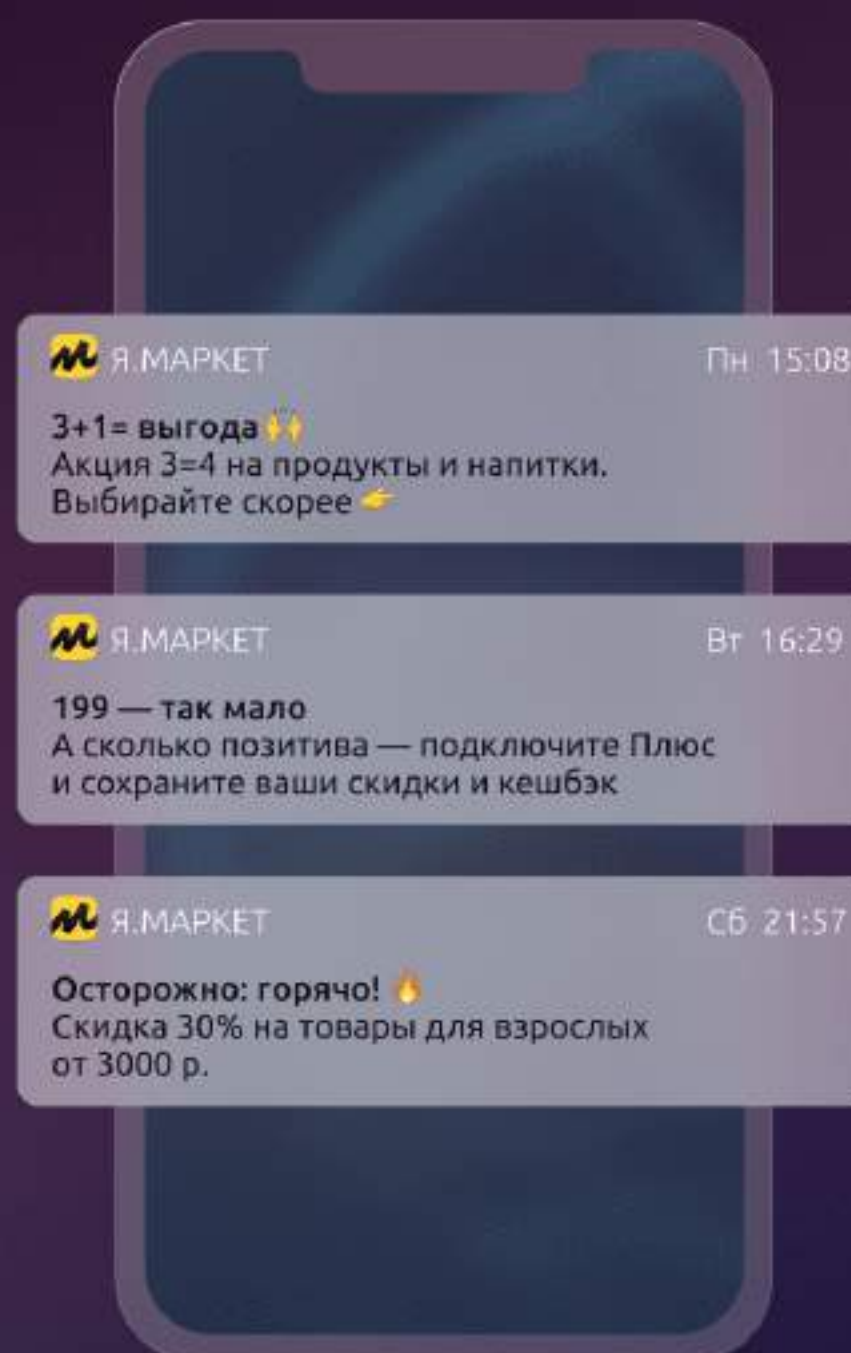 Я.МАРКЕТ
Пн 15:08
3+1= выгода🙌
Акция 3=4 на продукты и напитки.
Выбирайте скорее👉
Я.МАРКЕТ
Вт 16:29
199 — так мало
А сколько позитива — подключите Плюс
и сохраните ваши скидки и кешбэк
Я.МАРКЕТ
Сб 21:57
Осторожно: горячо! 🔥
Скидка 30% на товары для взрослых
от 3000 р.